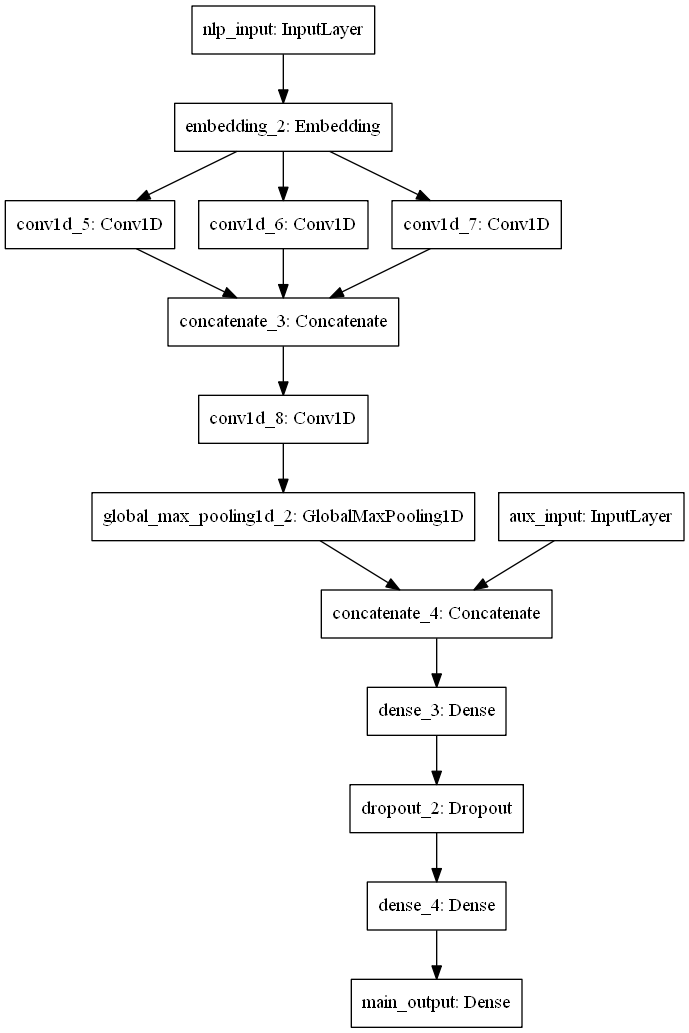 nlp_input: InputLayer
embedding_2: Embedding
conv1d_5: Conv1D
conv1d_6: Conv1D
conv1d_7: Conv1D
concatenate_3: Concatenate
conv1d_8: Conv1D
global_max_pooling1d_2: GlobalMaxPooling1D
aux_input: InputLayer
concatenate_4: Concatenate
dense_3: Dense
dropout_2: Dropout
dense_4: Dense
main_output: Dense